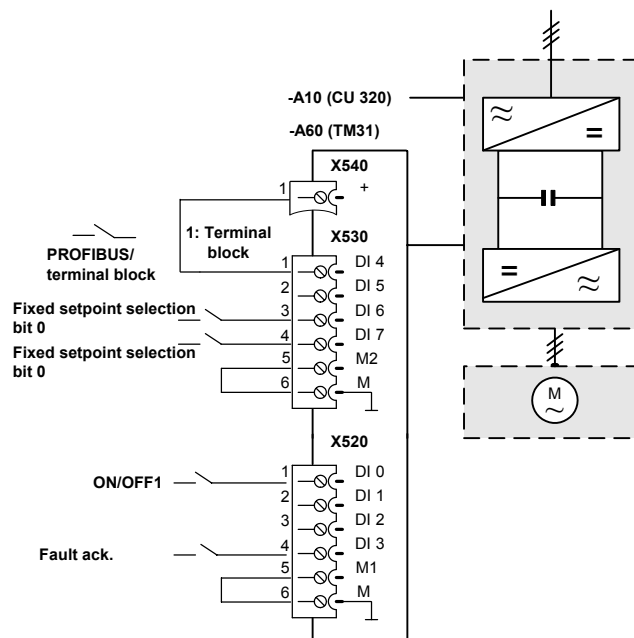 -A10 (CU 320)
-A60 (TM31)
X540
1 +
1: Terminal
block
PROFIBUS/
terminal block
X530
1 DI 4
2 DI 5
Fixed setpoint selection
bit 0
3 DI 6
Fixed setpoint selection
bit 0
4 DI 7
5 M2
6 M
X520
ON/OFF1
1 DI 0
2 DI 1
3 DI 2
Fault ack.
4 DI 3
5 M1
6 M
M